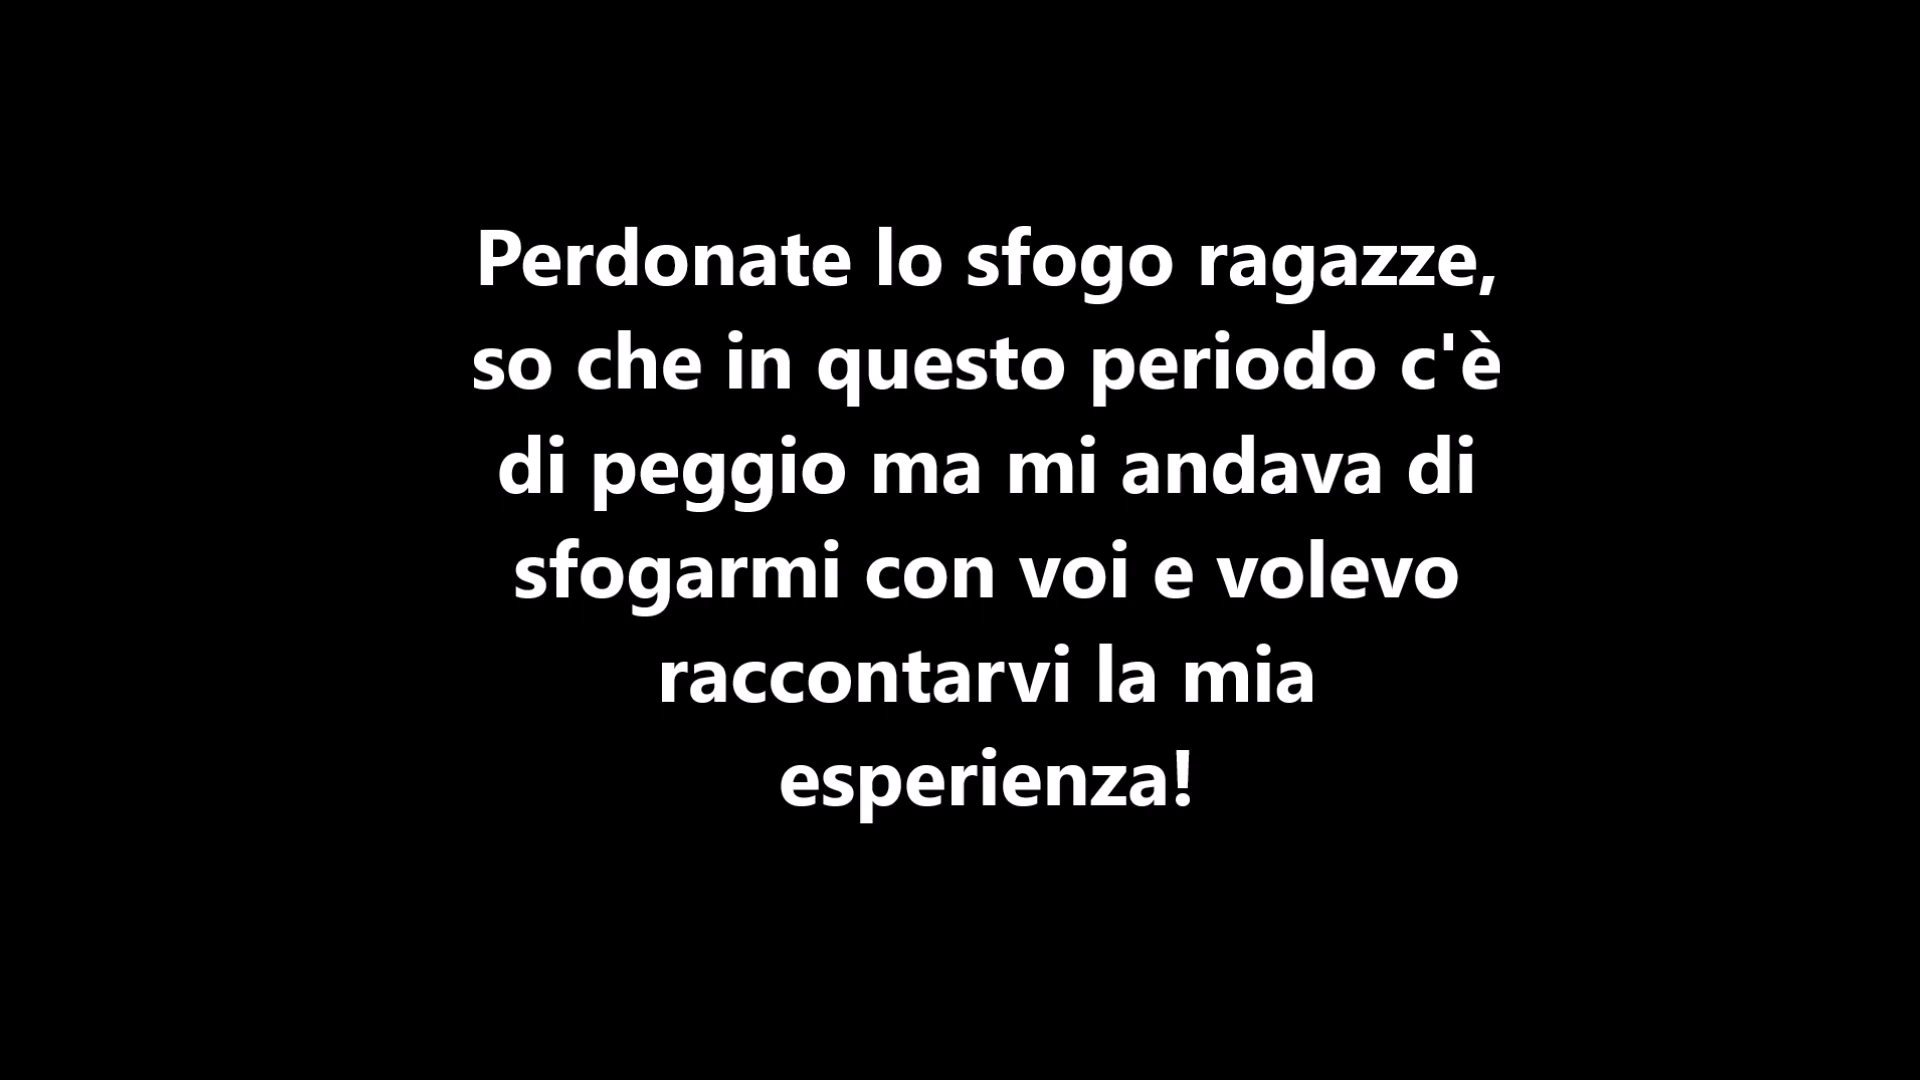 Perdonate lo sfogo ragazze,
so che in questo periodo c'è
di peggio ma mi andava di
sfogarmi con voi e volevo
raccontarvi la mia
esperienza!